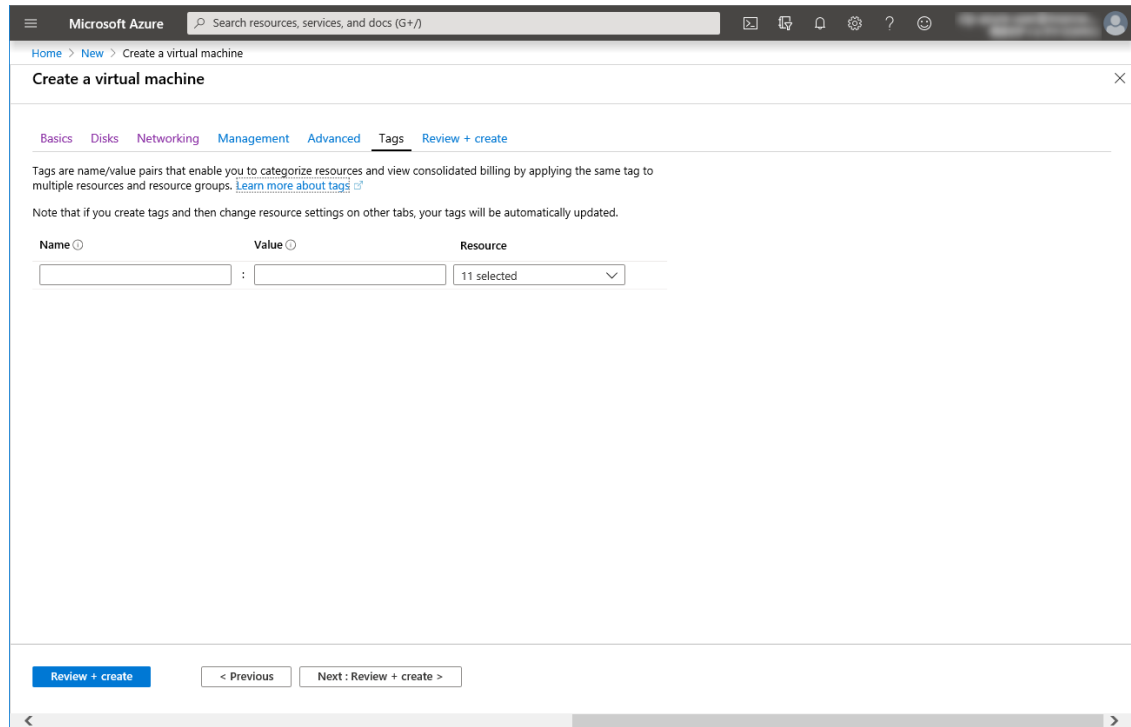 Microsoft Azure
Search resources, services, and docs (G+/)
Home > New > Create a virtual machine
Create a virtual machine
Basics Disks Networking Management Advanced Tags Review + create
Tags are name/value pairs that enable you to categorize resources and view consolidated billing by applying the same tag to
multiple resources and resource groups. Learn more about tags
Note that if you create tags and then change resource settings on other tabs, your tags will be automatically updated.
Name Value Resource
: 11 selected
Review + create < Previous Next : Review + create >